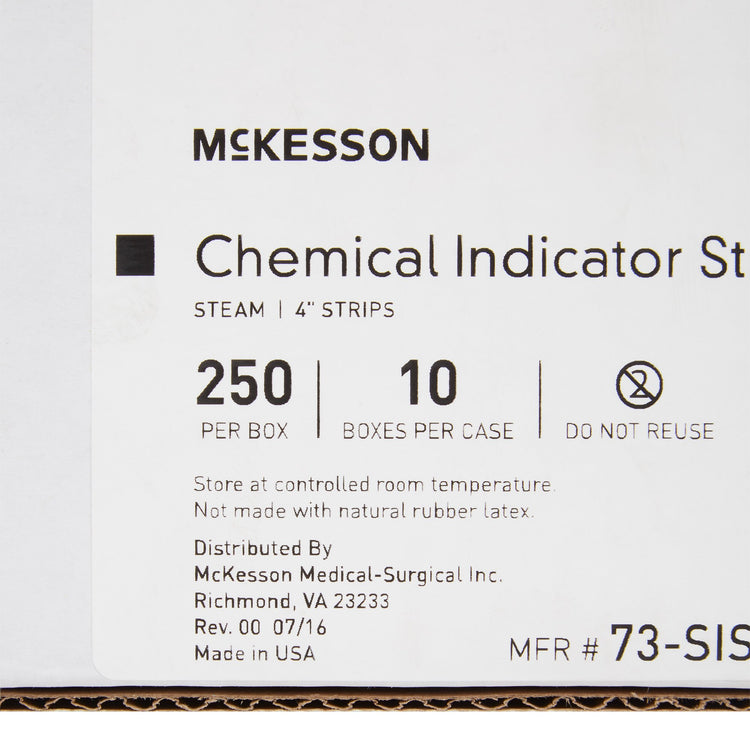 McKESSON
Chemical Indicator St
STEAM | 4" STRIPS
250 | 10 | 2
PER BOX | BOXES PER CASE | DO NOT REUSE
Store at controlled room temperature.
Not made with natural rubber latex.
Distributed By
McKesson Medical-Surgical Inc.
Richmond, VA 23233
Rev. 00 07/16
Made in USA
MFR # 73-SIS